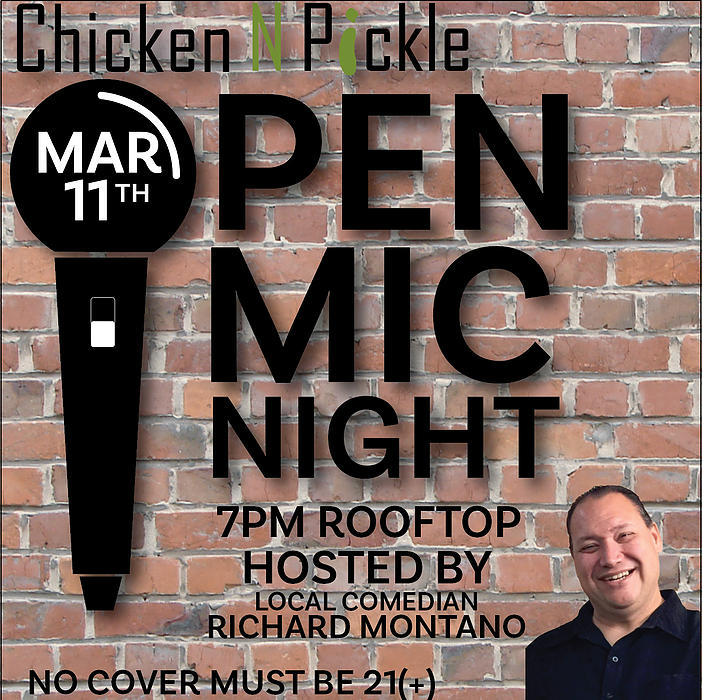 Chicken N Pickle
MAR
11TH
OPEN
MIC
NIGHT
7PM ROOFTOP
HOSTED BY
LOCAL COMEDIAN
RICHARD MONTANO
NO COVER MUST BE 21(+)